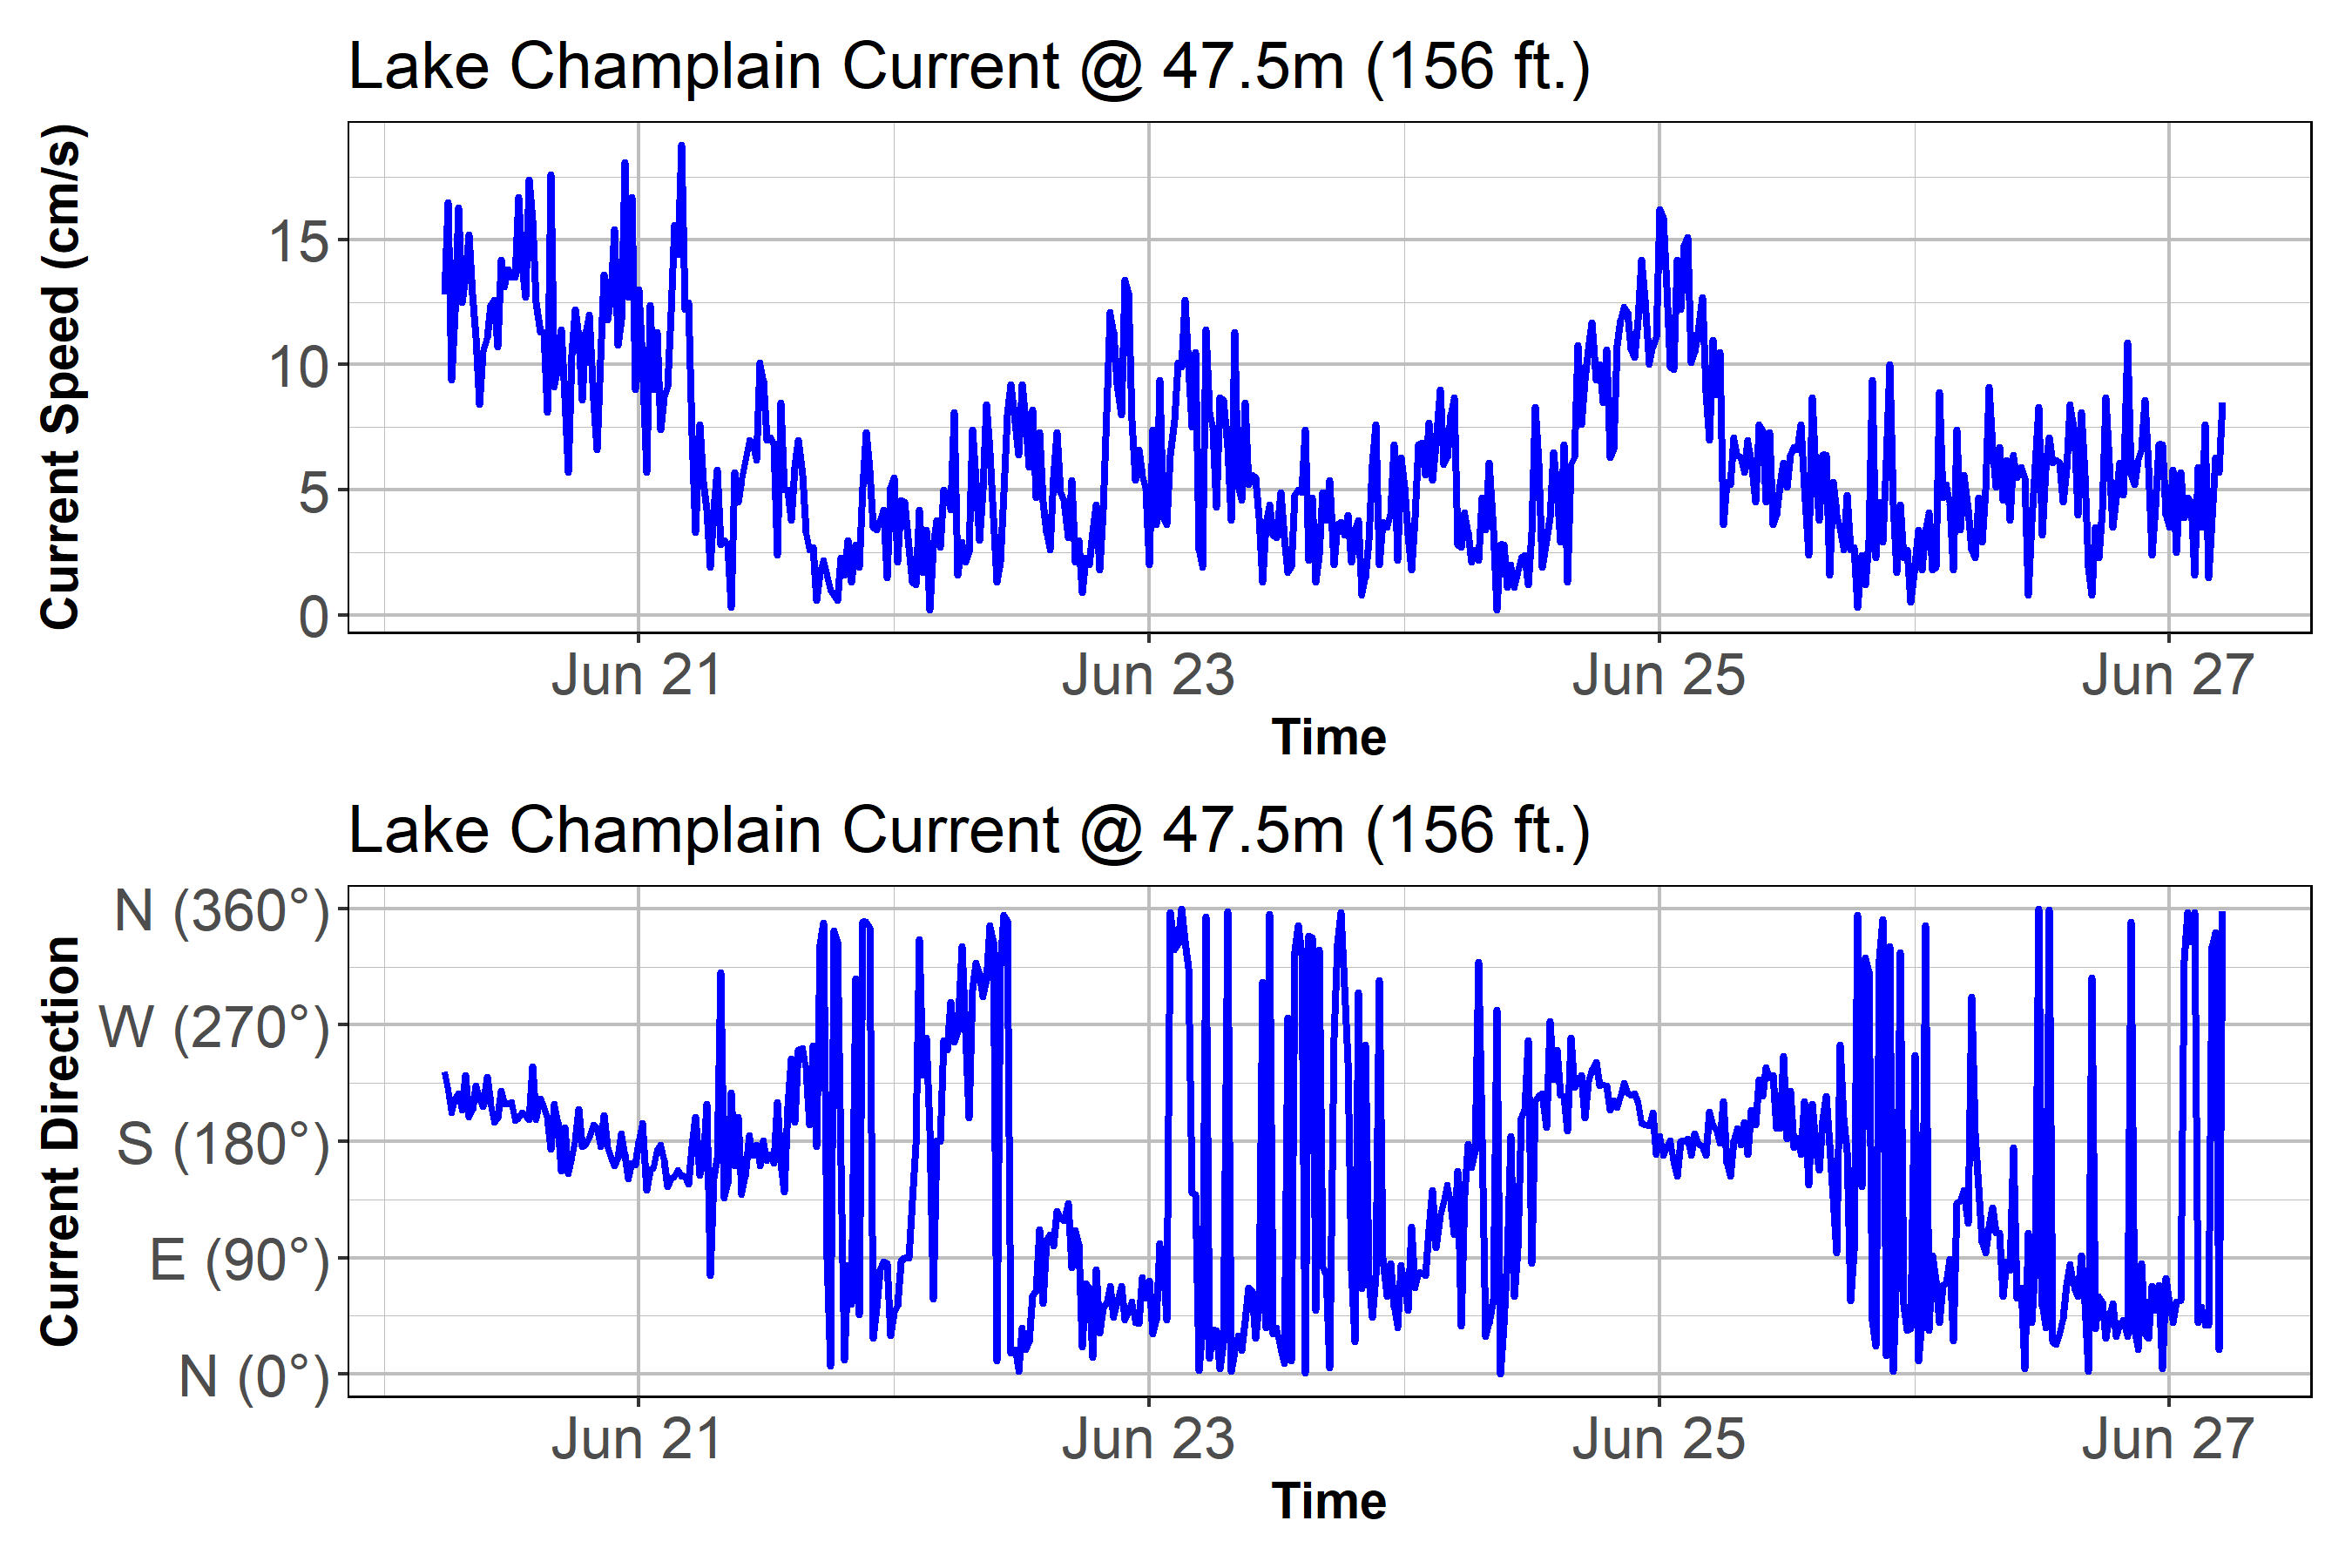 Lake Champlain Current @ 47.5m (156 ft.)
Current Speed (cm/s)
15
10
5
0
Jun 21 Jun 23 Jun 25 Jun 27
Time
Lake Champlain Current @ 47.5m (156 ft.)
Current Direction
N (360°)
W (270°)
S (180°)
E (90°)
N (0°)
Jun 21 Jun 23 Jun 25 Jun 27
Time